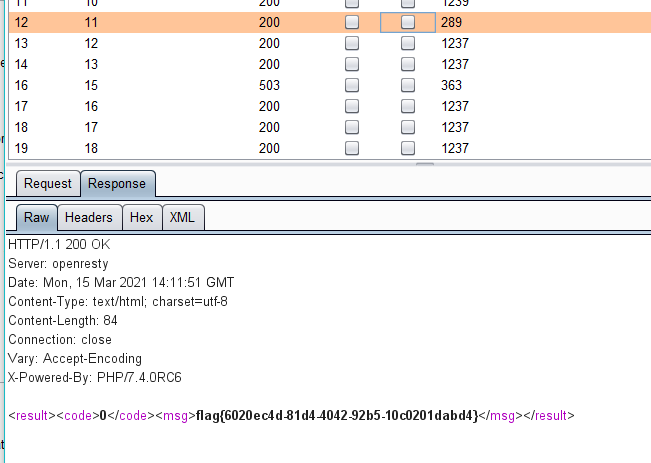 11 10 200 1239
12 11 200 289
13 12 200 1237
14 13 200 1237
16 15 503 363
17 16 200 1237
18 17 200 1237
19 18 200 1237
Request Response
Raw Headers Hex XML
HTTP/1.1 200 OK
Server: openresty
Date: Mon, 15 Mar 2021 14:11:51 GMT
Content-Type: text/html; charset=utf-8
Content-Length: 84
Connection: close
Vary: Accept-Encoding
X-Powered-By: PHP/7.4.0RC6
<result><code>0</code><msg>flag{6020ec4d-81d4-4042-92b5-10c0201dabd4}</msg></result>